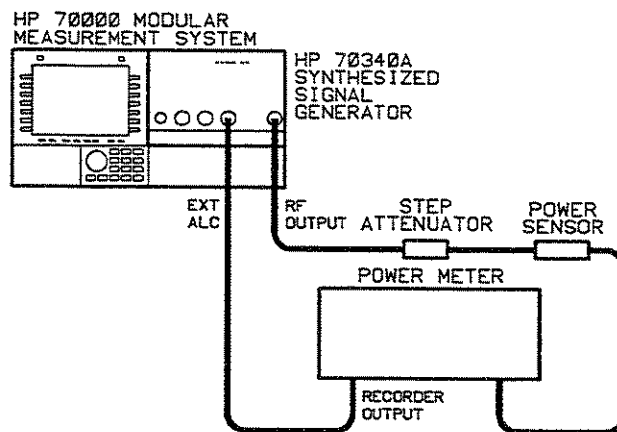 HP 70000 MODULAR
MEASUREMENT SYSTEM
HP 70340A
SYNTHESIZED
SIGNAL
GENERATOR
EXT
ALC
RF
OUTPUT
STEP
ATTENUATOR
POWER
SENSOR
POWER METER
RECORDER
OUTPUT